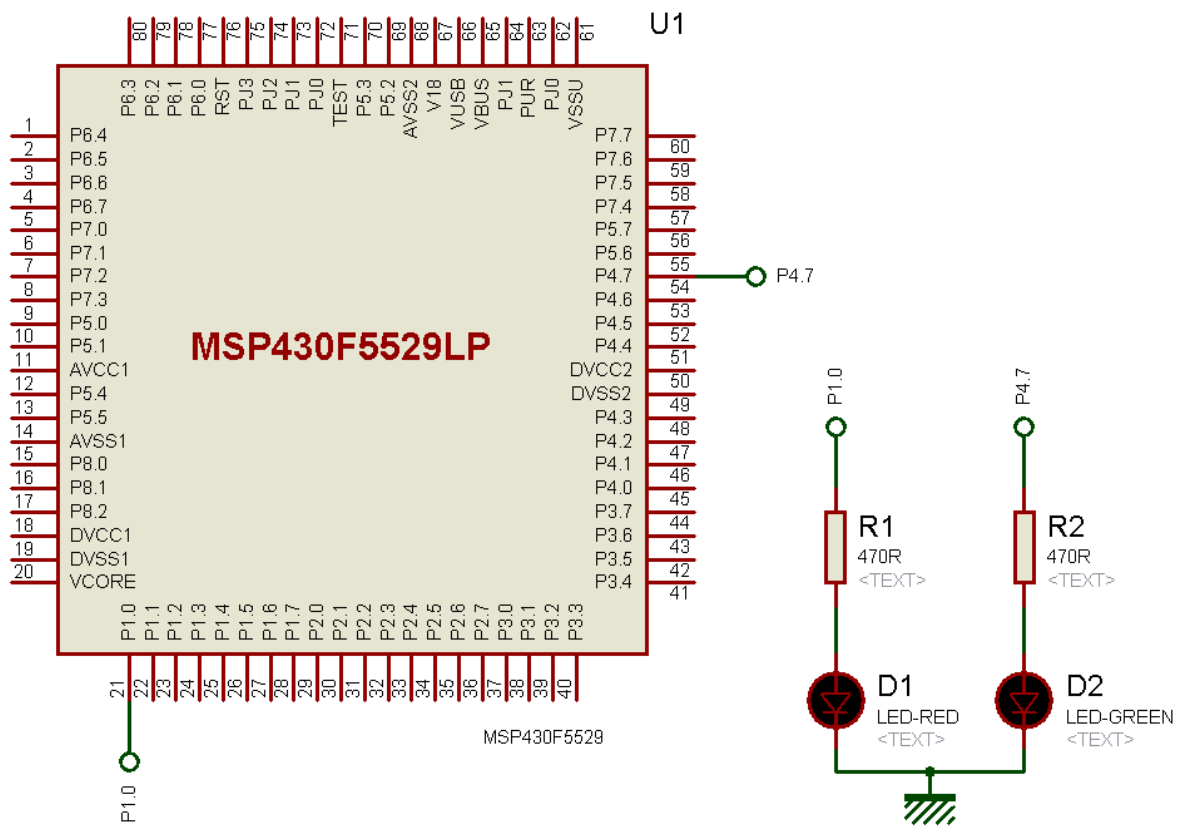 U1
80
79
78
77
76
75
74
73
72
71
70
69
68
67
66
65
64
63
62
61
P6.3
P6.2
P6.1
P6.0
RST
PJ3
PJ2
PJ1
PJ0
TEST
P5.3
P5.2
AVSS2
V18
VUSB
VBUS
PJ1
PUR
PJ0
VSSU
1 P6.4
2 P6.5
3 P6.6
4 P6.7
5 P7.0
6 P7.1
7 P7.2
8 P7.3
9 P5.0
10 P5.1
11 AVCC1
12 P5.4
13 P5.5
14 AVSS1
15 P8.0
16 P8.1
17 P8.2
18 DVCC1
19 DVSS1
20 VCORE
MSP430F5529LP
P7.7 60
P7.6 59
P7.5 58
P7.4 57
P5.7 56
P5.6 55
P4.7 54
P4.6 53
P4.5 52
P4.4 51
DVCC2 50
DVSS2 49
P4.3 48
P4.2 47
P4.1 46
P4.0 45
P3.7 44
P3.6 43
P3.5 42
P3.4 41
P4.7
P1.0
P1.1
P1.2
P1.3
P1.4
P1.5
P1.6
P1.7
P2.0
P2.1
P2.2
P2.3
P2.4
P2.5
P2.6
P2.7
P3.0
P3.1
P3.2
P3.3
21
22
23
24
25
26
27
28
29
30
31
32
33
34
35
36
37
38
39
40
MSP430F5529
P1.0
P1.0
R1
470R
<TEXT>
D1
LED-RED
<TEXT>
P4.7
R2
470R
<TEXT>
D2
LED-GREEN
<TEXT>